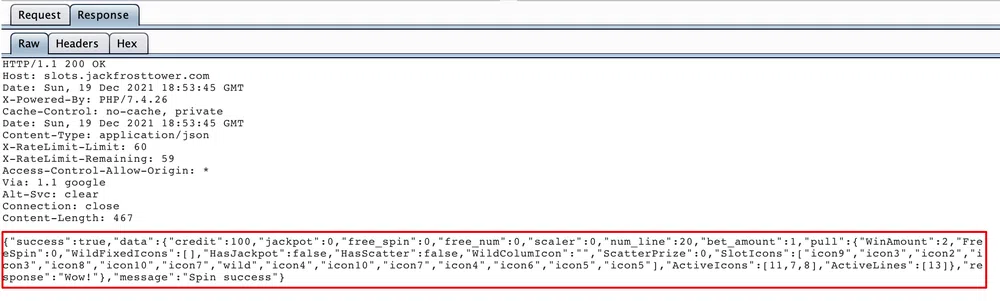 Request Response
Raw Headers Hex
HTTP/1.1 200 OK
Host: slots.jackfrosttower.com
Date: Sun, 19 Dec 2021 18:53:45 GMT
X-Powered-By: PHP/7.4.26
Cache-Control: no-cache, private
Date: Sun, 19 Dec 2021 18:53:45 GMT
Content-Type: application/json
X-RateLimit-Limit: 60
X-RateLimit-Remaining: 59
Access-Control-Allow-Origin: *
Via: 1.1 google
Alt-Svc: clear
Connection: close
Content-Length: 467
{"success":true,"data":{"credit":100,"jackpot":0,"free_spin":0,"free_num":0,"scaler":0,"num_line":20,"bet_amount":1,"pull":{"WinAmount":2,"Fre
eSpin":0,"WildFixedIcons":[],"HasJackpot":false,"HasScatter":false,"WildColumIcon":"","ScatterPrize":0,"SlotIcons":["icon9","icon3","icon2","i
con3","icon8","icon10","icon7","wild","icon4","icon10","icon7","icon4","icon6","icon5","icon5"],"ActiveIcons":[11,7,8],"ActiveLines":[13]},"re
sponse":"Wow!"},"message":"Spin success"}